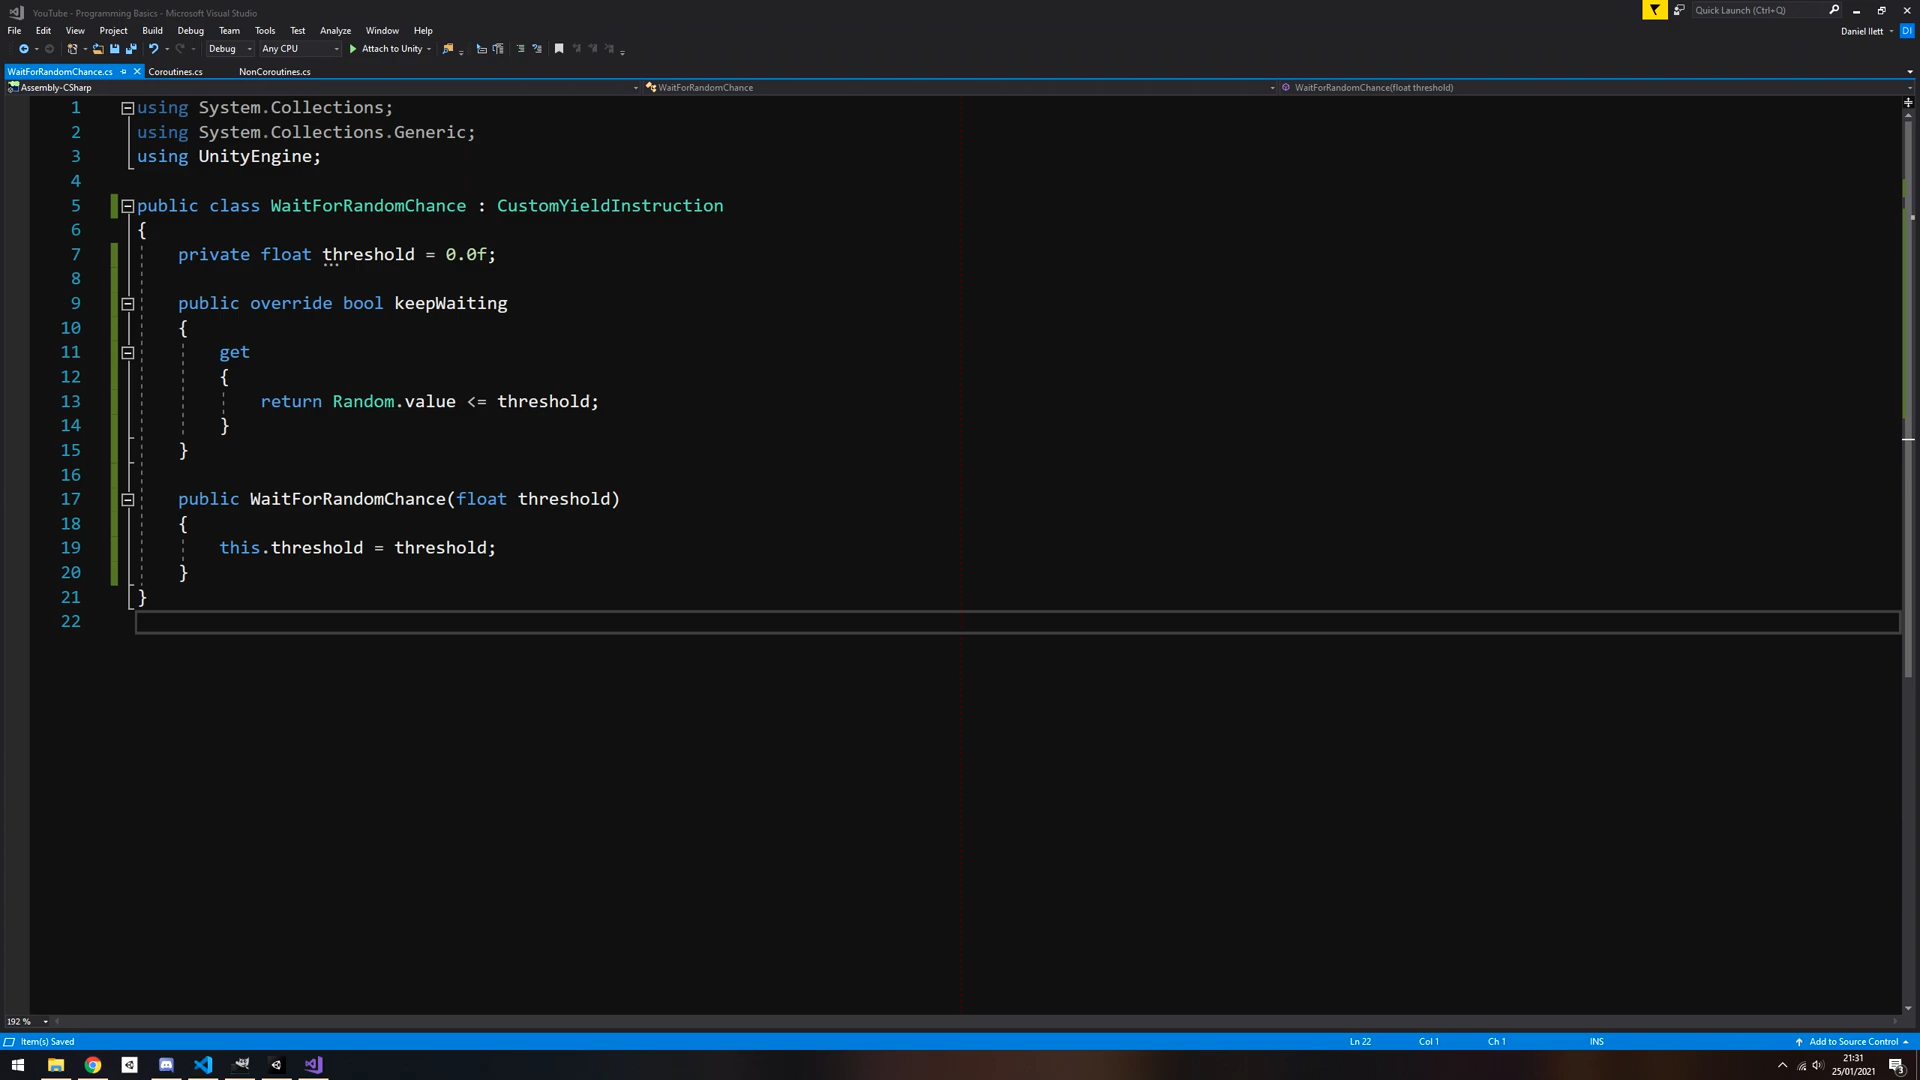 YouTube - Programming Basics - Microsoft Visual Studio
Quick Launch (Ctrl+Q)
File Edit View Project Build Debug Team Tools Test Analyze Window Help
Daniel Ilett DI
Debug Any CPU Attach to Unity
WaitForRandomChance.cs Coroutines.cs NonCoroutines.cs
Assembly-CSharp WaitForRandomChance WaitForRandomChance(float threshold)
1 using System.Collections;
2 using System.Collections.Generic;
3 using UnityEngine;
4
5 public class WaitForRandomChance : CustomYieldInstruction
6 {
7 private float threshold = 0.0f;
8
9 public override bool keepWaiting
10 {
11 get
12 {
13 return Random.value <= threshold;
14 }
15 }
16
17 public WaitForRandomChance(float threshold)
18 {
19 this.threshold = threshold;
20 }
21 }
22
192 %
Item(s) Saved Ln 22 Col 1 Ch 1 INS Add to Source Control
21:31
25/01/2021
3